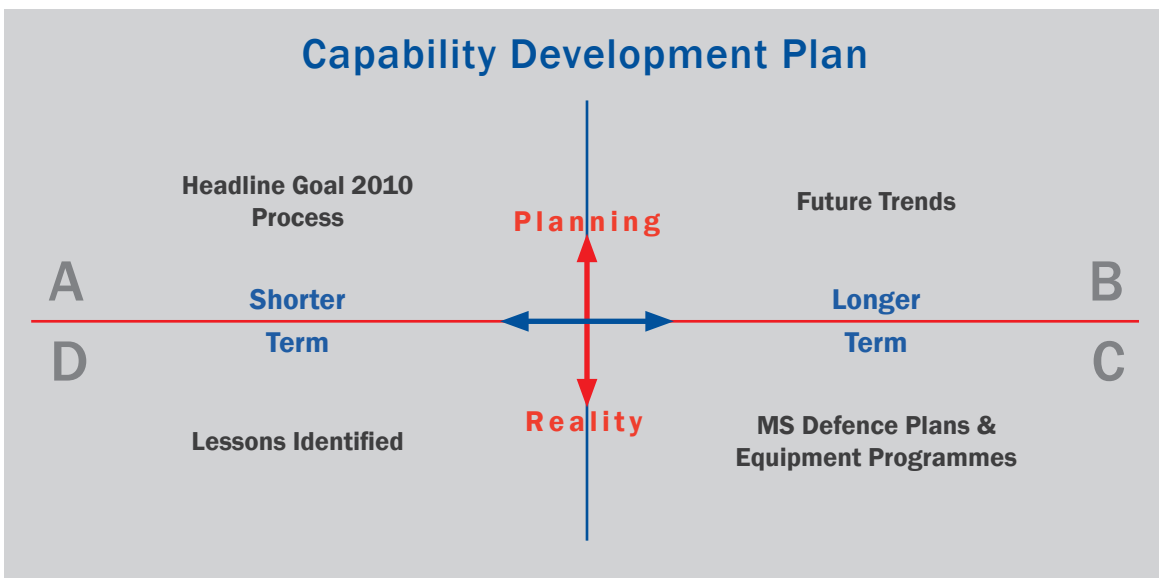 Capability Development Plan
Headline Goal 2010
Process
Planning
Future Trends
A
Shorter
Longer
B
D
Term
Term
C
Reality
Lessons Identified
MS Defence Plans &
Equipment Programmes